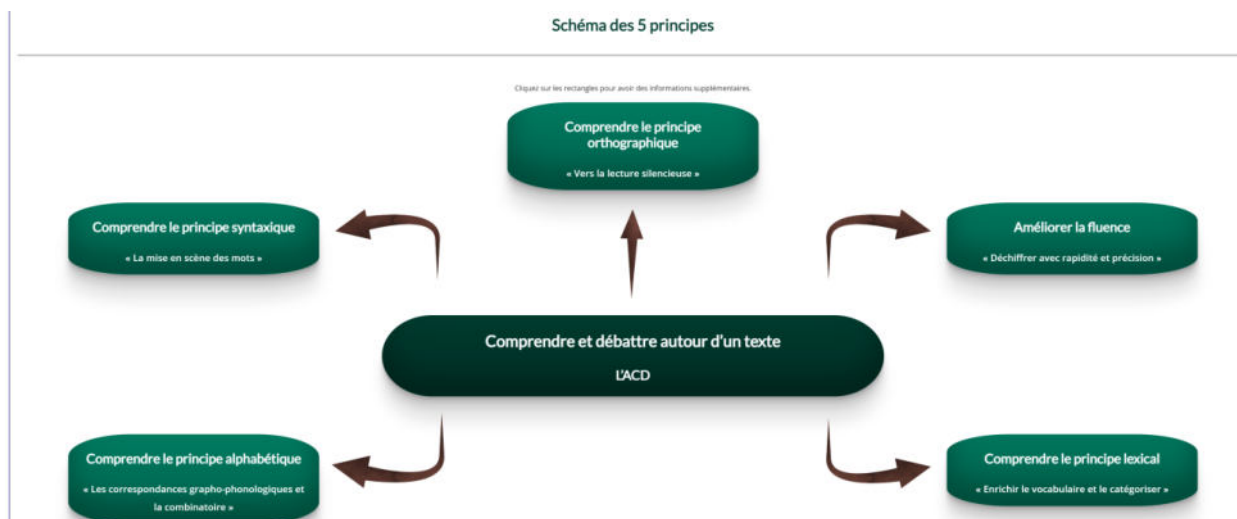 Schéma des 5 principes
Cliquez sur les rectangles pour avoir des informations supplémentaires.
Comprendre le principe
orthographique
« Vers la lecture silencieuse »
Comprendre le principe syntaxique
« La mise en scène des mots »
Améliorer la fluence
« Déchiffrer avec rapidité et précision »
Comprendre et débattre autour d'un texte
L'ACD
Comprendre le principe alphabétique
« Les correspondances grapho-phonologiques et
la combinatoire »
Comprendre le principe lexical
« Enrichir le vocabulaire et le catégoriser »